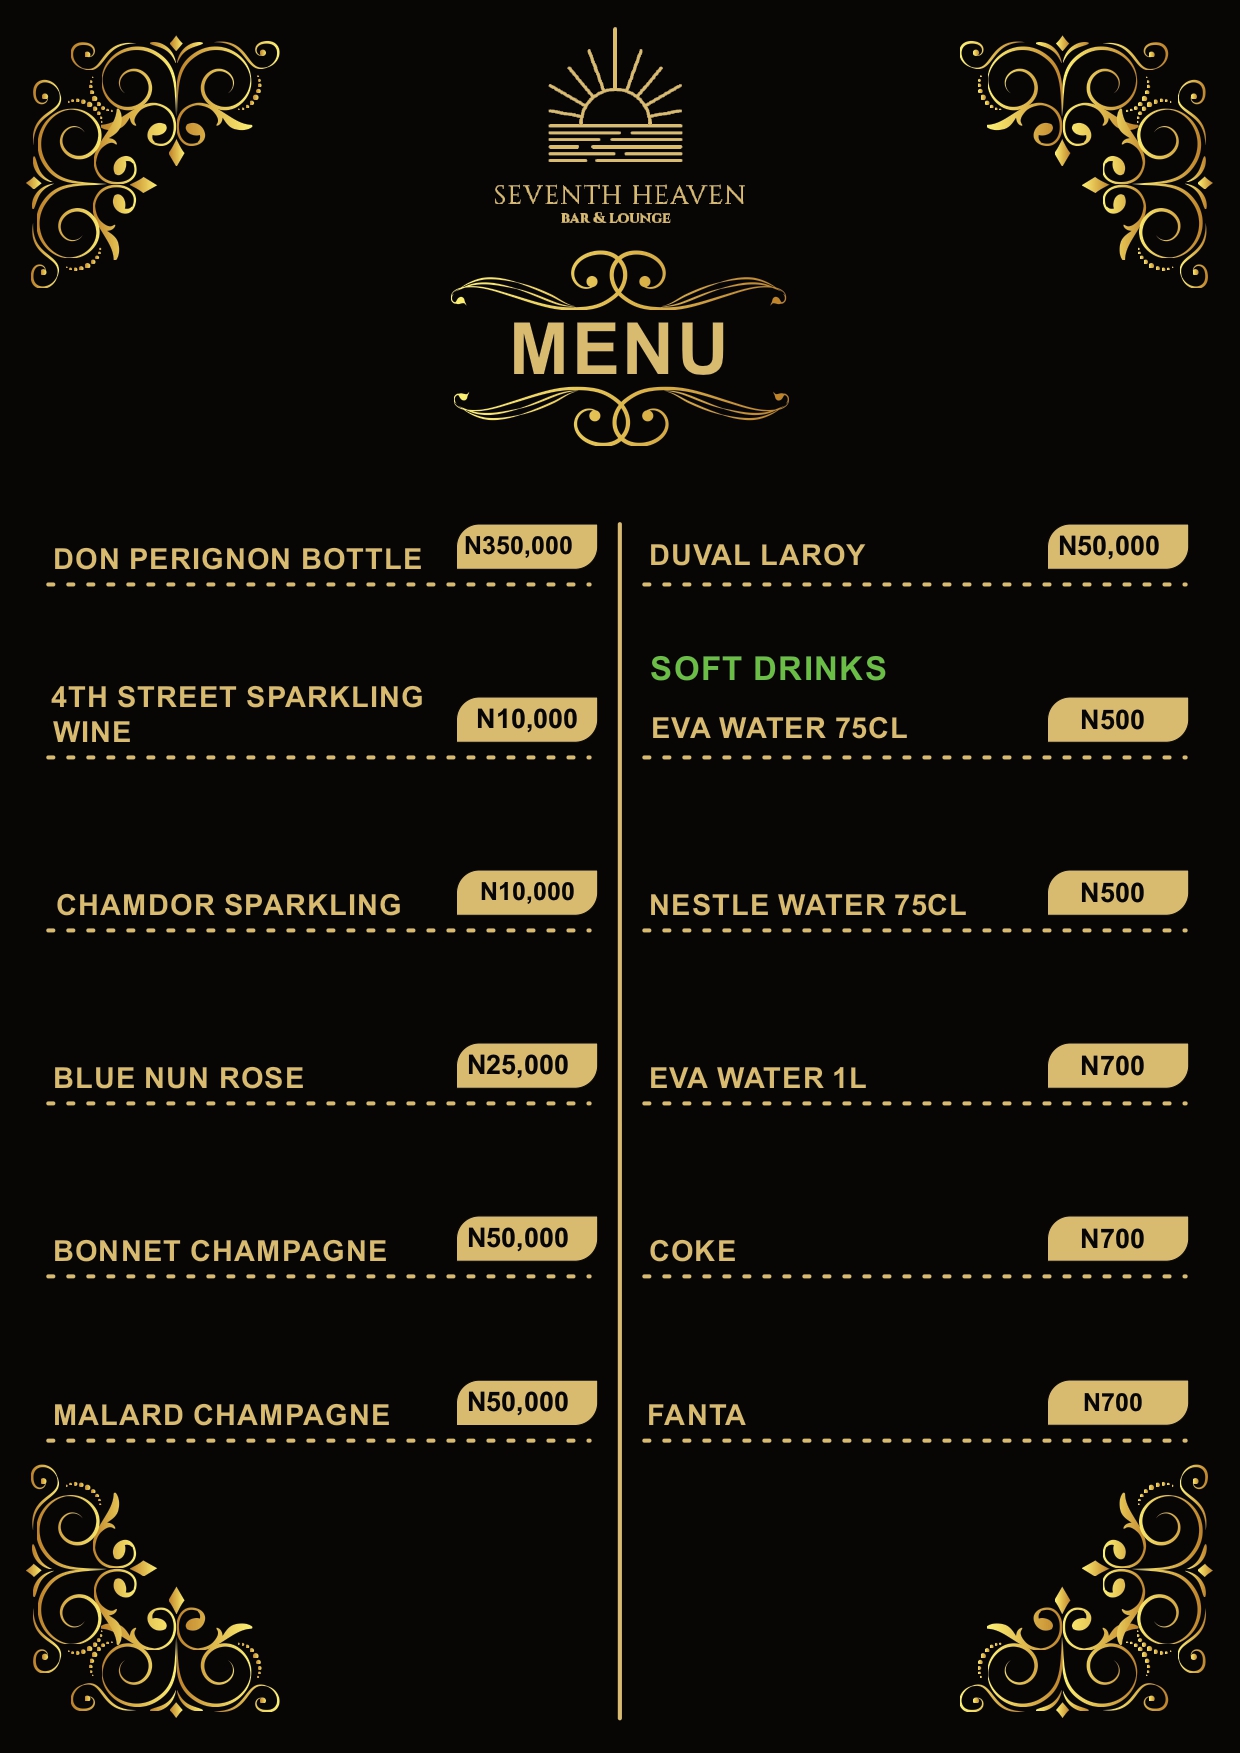 SEVENTH HEAVEN
BAR & LOUNGE
MENU
DON PERIGNON BOTTLE N350,000
4TH STREET SPARKLING
WINE N10,000
CHAMDOR SPARKLING N10,000
BLUE NUN ROSE N25,000
BONNET CHAMPAGNE N50,000
MALARD CHAMPAGNE N50,000
DUVAL LAROY N50,000
SOFT DRINKS
EVA WATER 75CL N500
NESTLE WATER 75CL N500
EVA WATER 1L N700
COKE N700
FANTA N700